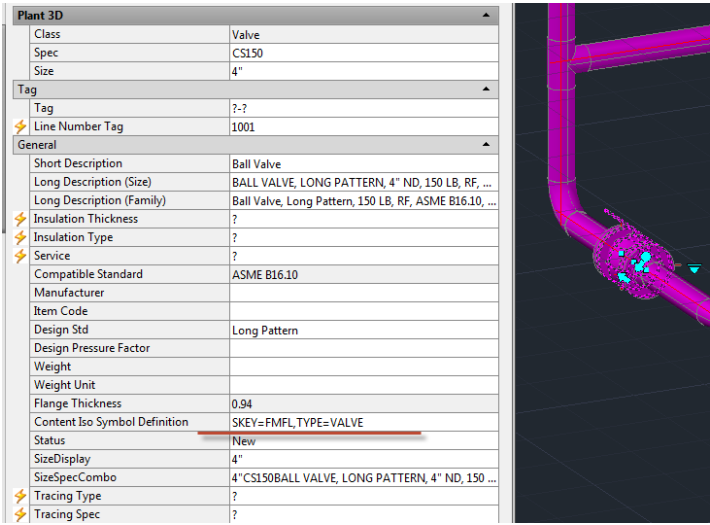 Plant 3D
Class Valve
Spec CS150
Size 4"
Tag
Tag ?-?
Line Number Tag 1001
General
Short Description Ball Valve
Long Description (Size) BALL VALVE, LONG PATTERN, 4" ND, 150 LB, RF, ...
Long Description (Family) Ball Valve, Long Pattern, 150 LB, RF, ASME B16.10, ...
Insulation Thickness ?
Insulation Type ?
Service ?
Compatible Standard ASME B16.10
Manufacturer
Item Code
Design Std Long Pattern
Design Pressure Factor
Weight
Weight Unit
Flange Thickness 0.94
Content Iso Symbol Definition SKEY=FMFL,TYPE=VALVE
Status New
SizeDisplay 4"
SizeSpecCombo 4"CS150BALL VALVE, LONG PATTERN, 4" ND, 150 ...
Tracing Type ?
Tracing Spec ?